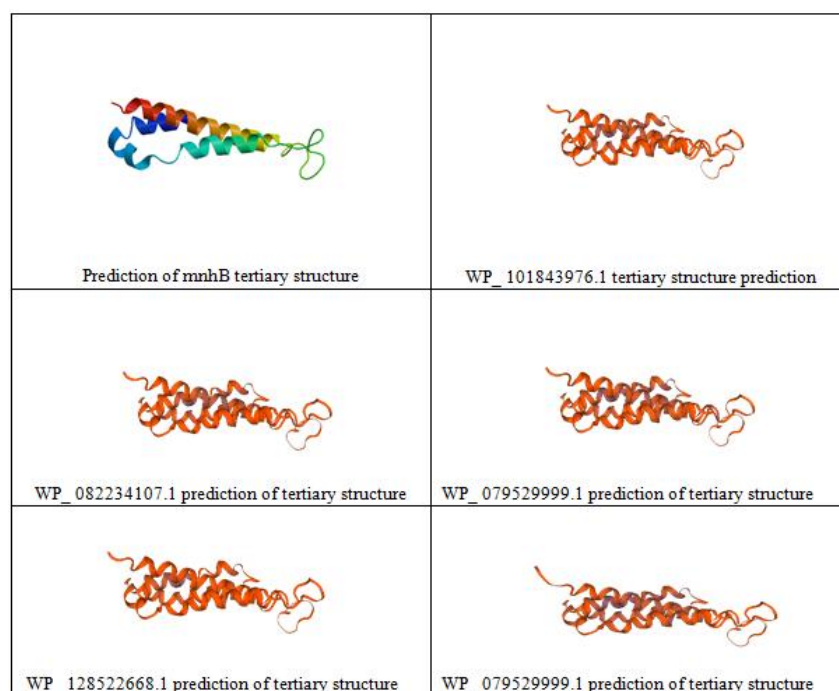 Prediction of mnhB tertiary structure
WP_ 101843976.1 tertiary structure prediction
WP_ 082234107.1 prediction of tertiary structure
WP_ 079529999.1 prediction of tertiary structure
WP_ 128522668.1 prediction of tertiary structure
WP_ 079529999.1 prediction of tertiary structure